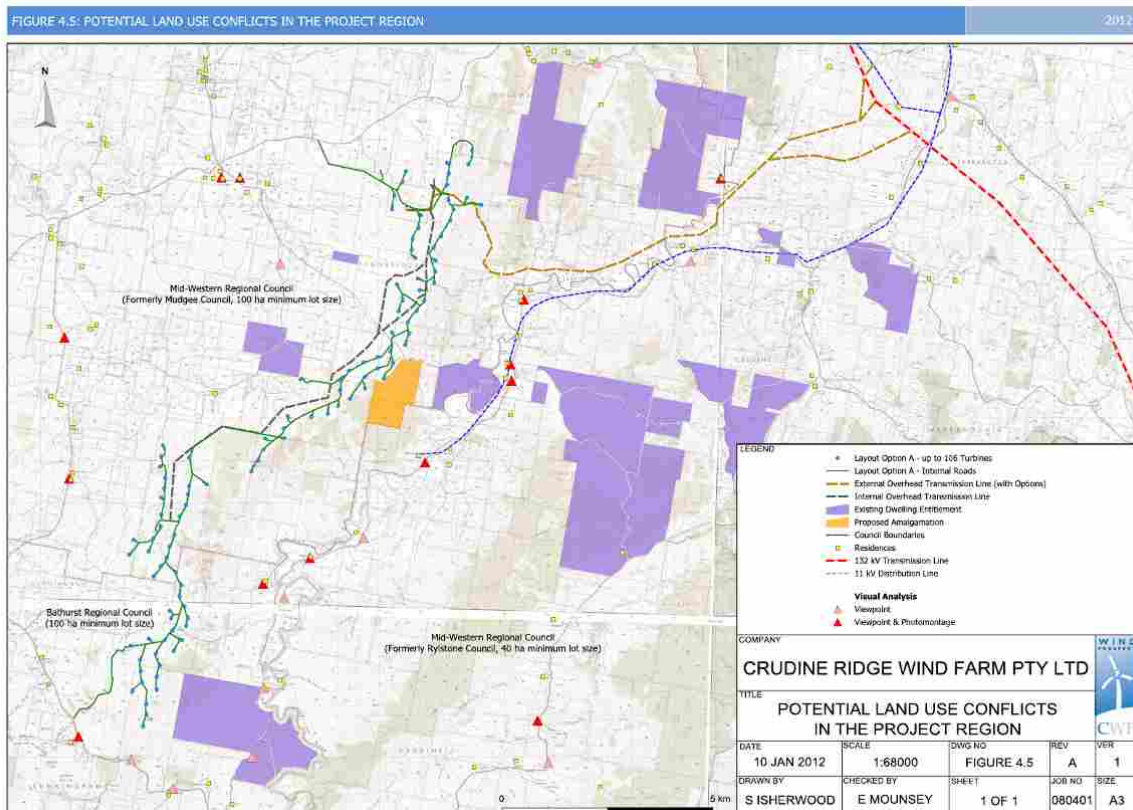 FIGURE 4.5: POTENTIAL LAND USE CONFLICTS IN THE PROJECT REGION
2012
N
Mid-Western Regional Council
(Formerly Mudgee Council, 100 ha minimum lot size)
Bathurst Regional Council
(100 ha minimum lot size)
Mid-Western Regional Council
(Formerly Rylstone Council, 40 ha minimum lot size)
LEGEND
Layout Option A - up to 106 Turbines
Layout Option A - Internal Roads
External Overhead Transmission Line (with Options)
Internal Overhead Transmission Line
Existing Dwelling Entitlement
Proposed Amalgamation
Council Boundaries
Residences
132 kV Transmission Line
11 kV Distribution Line
Visual Analysis
Viewpoint
Viewpoint & Photomontage
COMPANY
CRUDINE RIDGE WIND FARM PTY LTD
WIND
PROSPECT
CWP
TITLE
POTENTIAL LAND USE CONFLICTS
IN THE PROJECT REGION
DATE SCALE DWG NO REV VER
10 JAN 2012 1:68000 FIGURE 4.5 A 1
DRAWN BY CHECKED BY SHEET JOB NO SIZE
S ISHERWOOD E MOUNSEY 1 OF 1 080401 A3
0 5 km